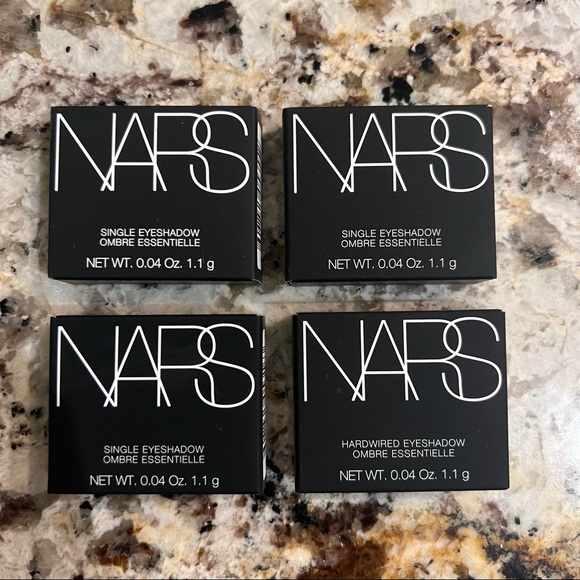 NARS
SINGLE EYESHADOW
OMBRE ESSENTIELLE
NET WT. 0.04 Oz. 1.1 g
NARS
SINGLE EYESHADOW
OMBRE ESSENTIELLE
NET WT. 0.04 Oz. 1.1 g
NARS
SINGLE EYESHADOW
OMBRE ESSENTIELLE
NET WT. 0.04 Oz. 1.1 g
NARS
HARDWIRED EYESHADOW
OMBRE ESSENTIELLE
NET WT. 0.04 Oz. 1.1 g